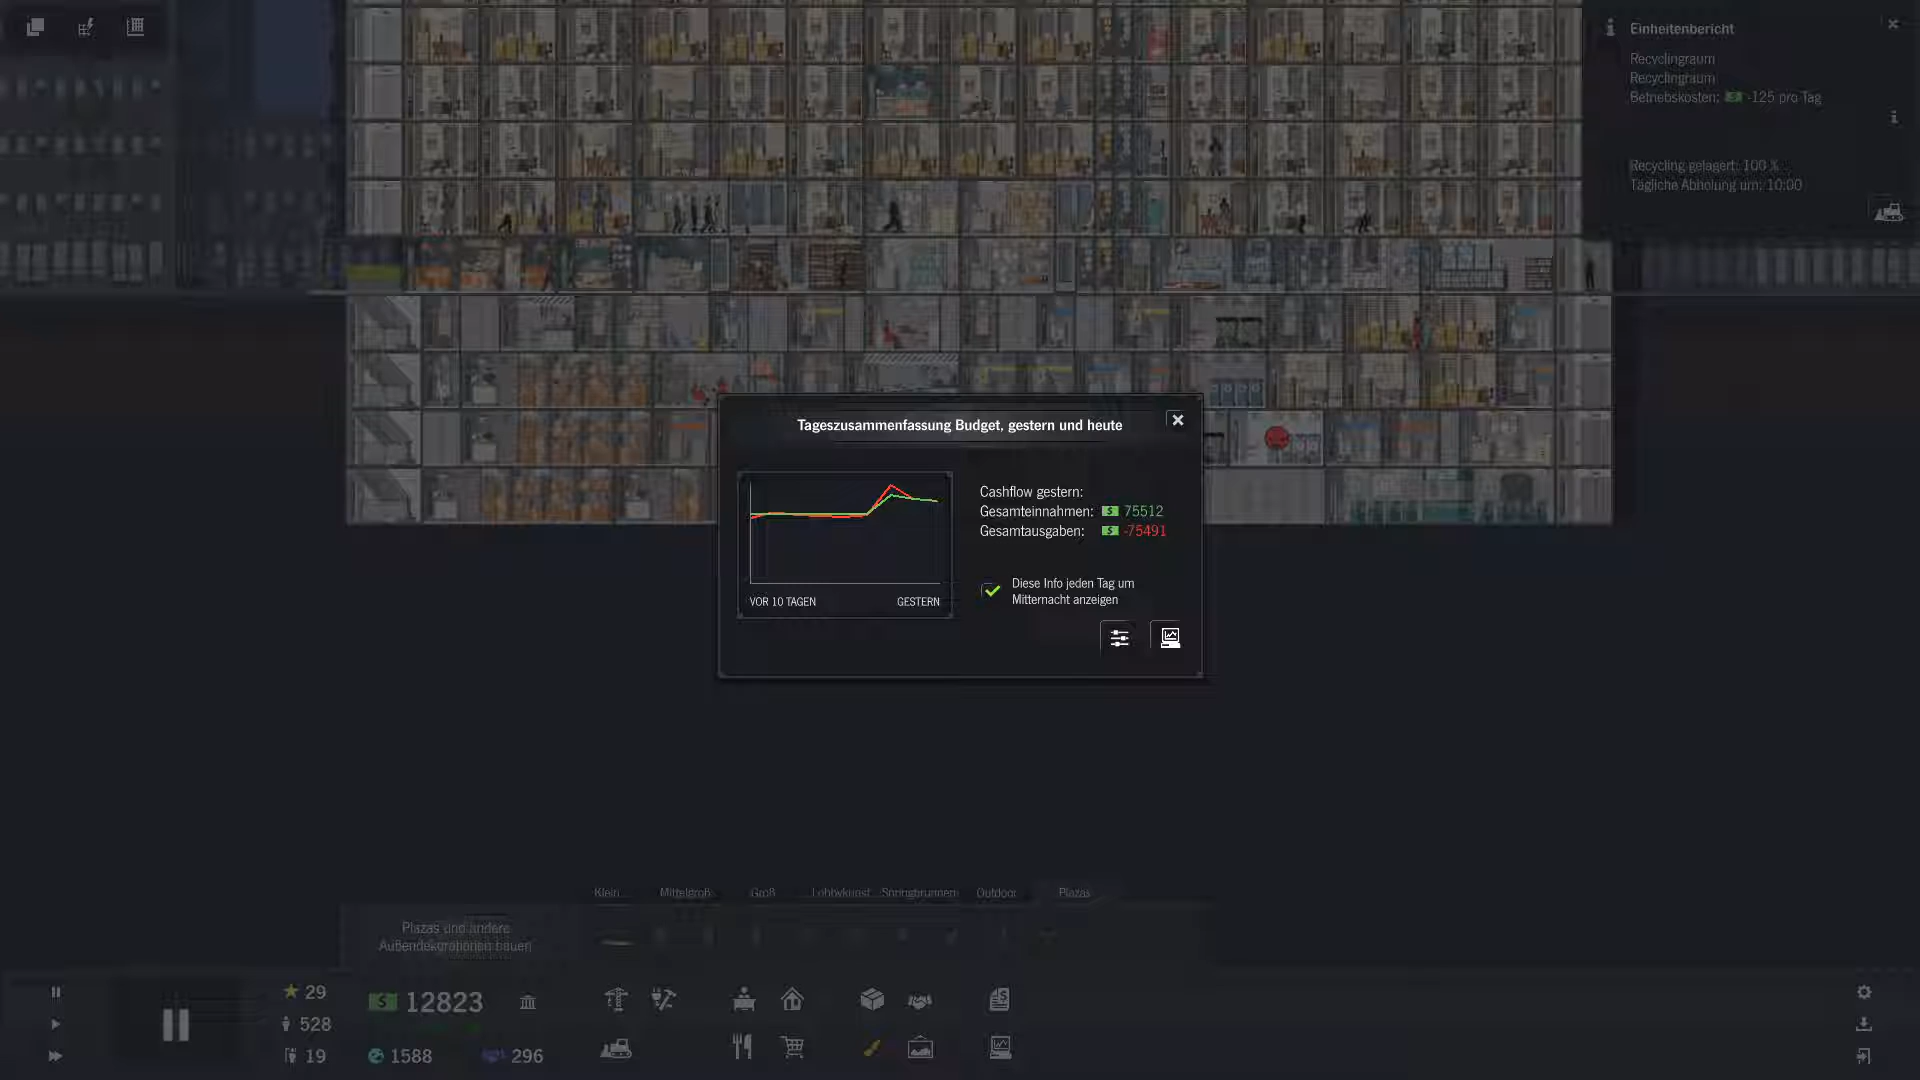 Einheitenbericht
Recyclingraum
Recyclingraum
Betriebskosten: -125 pro Tag
Recycling gelagert: 100 %
Tägliche Abholung um: 10:00
Tageszusammenfassung Budget, gestern und heute
Cashflow gestern:
Gesamteinnahmen: 75512
Gesamtausgaben: -75491
Diese Info jeden Tag um
Mitternacht anzeigen
VOR 10 TAGEN GESTERN
Klein Mittelgroß Groß Lobbykunst Springbrunnen Outdoor Plazas
Plazas und andere
Außendekorationen bauen
29
12823
528
19
1588
296